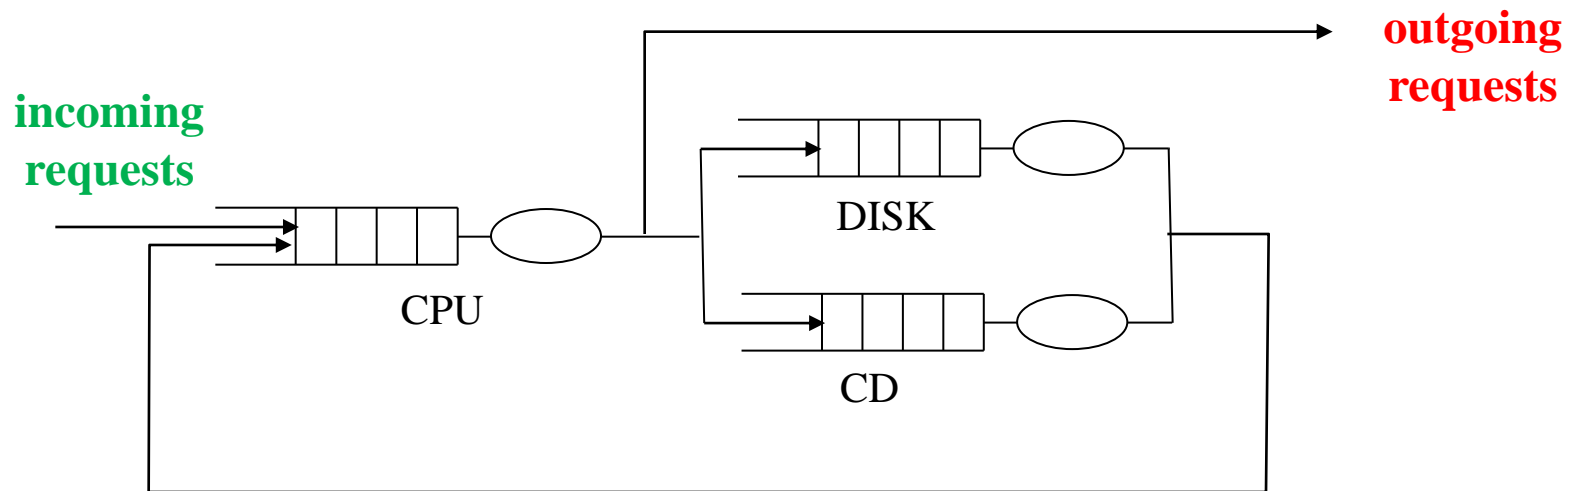 outgoing
requests
incoming
requests
DISK
CPU
CD